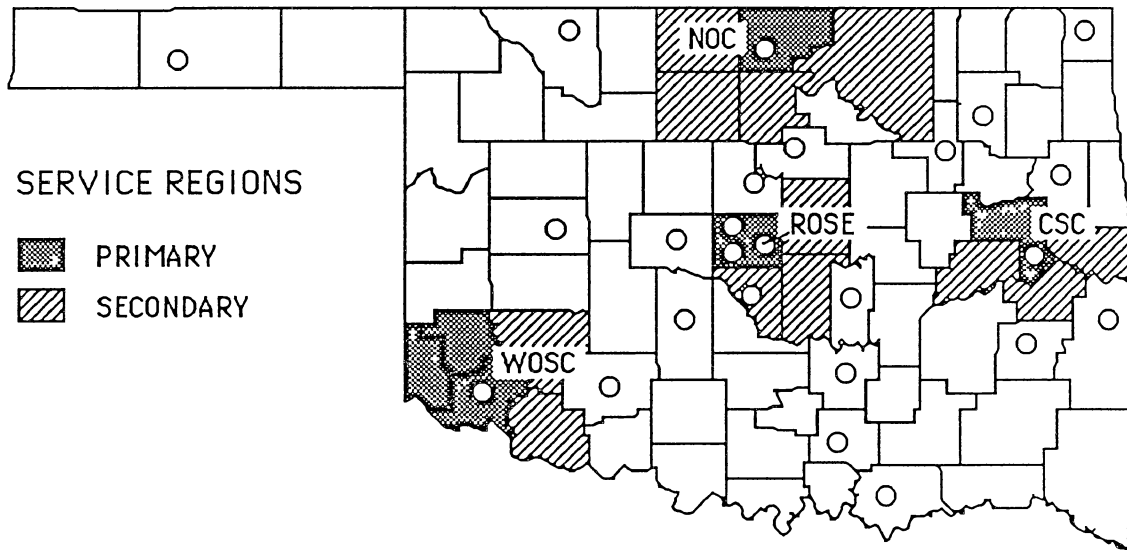 NOC
SERVICE REGIONS
ROSE
CSC
PRIMARY
SECONDARY
WOSC